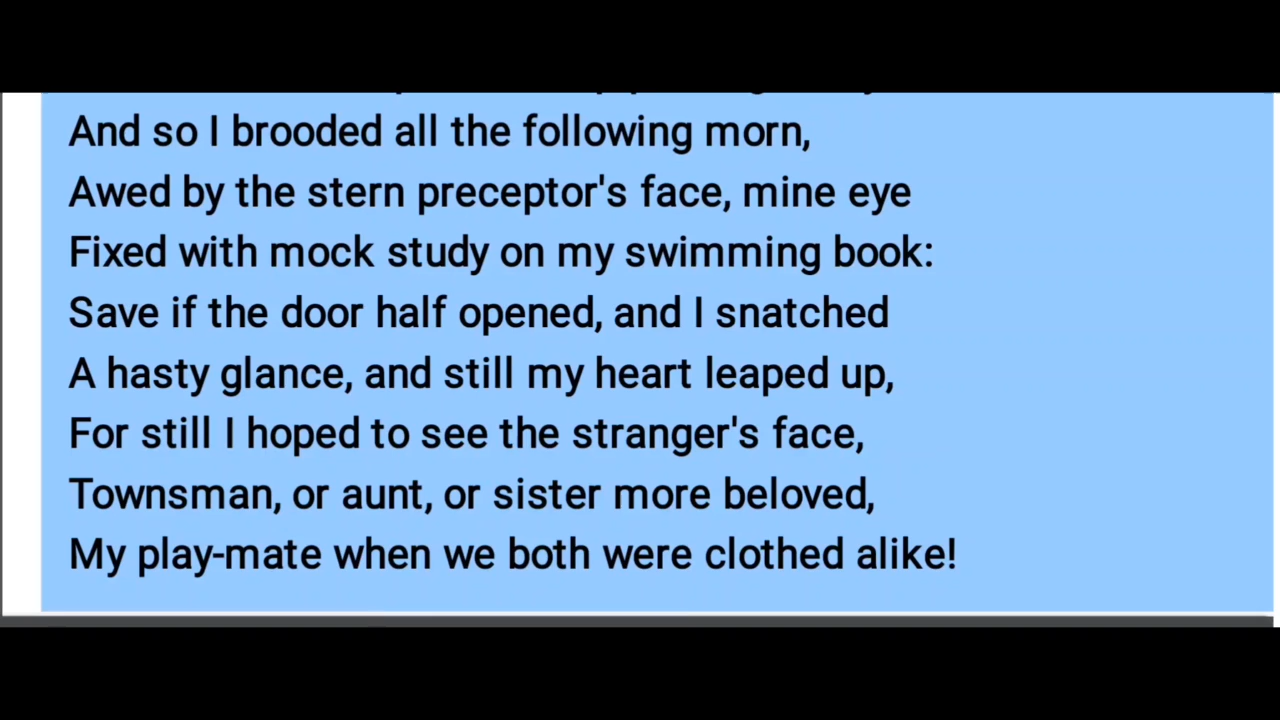 And so I brooded all the following morn,
Awed by the stern preceptor's face, mine eye
Fixed with mock study on my swimming book:
Save if the door half opened, and I snatched
A hasty glance, and still my heart leaped up,
For still I hoped to see the stranger's face,
Townsman, or aunt, or sister more beloved,
My play-mate when we both were clothed alike!